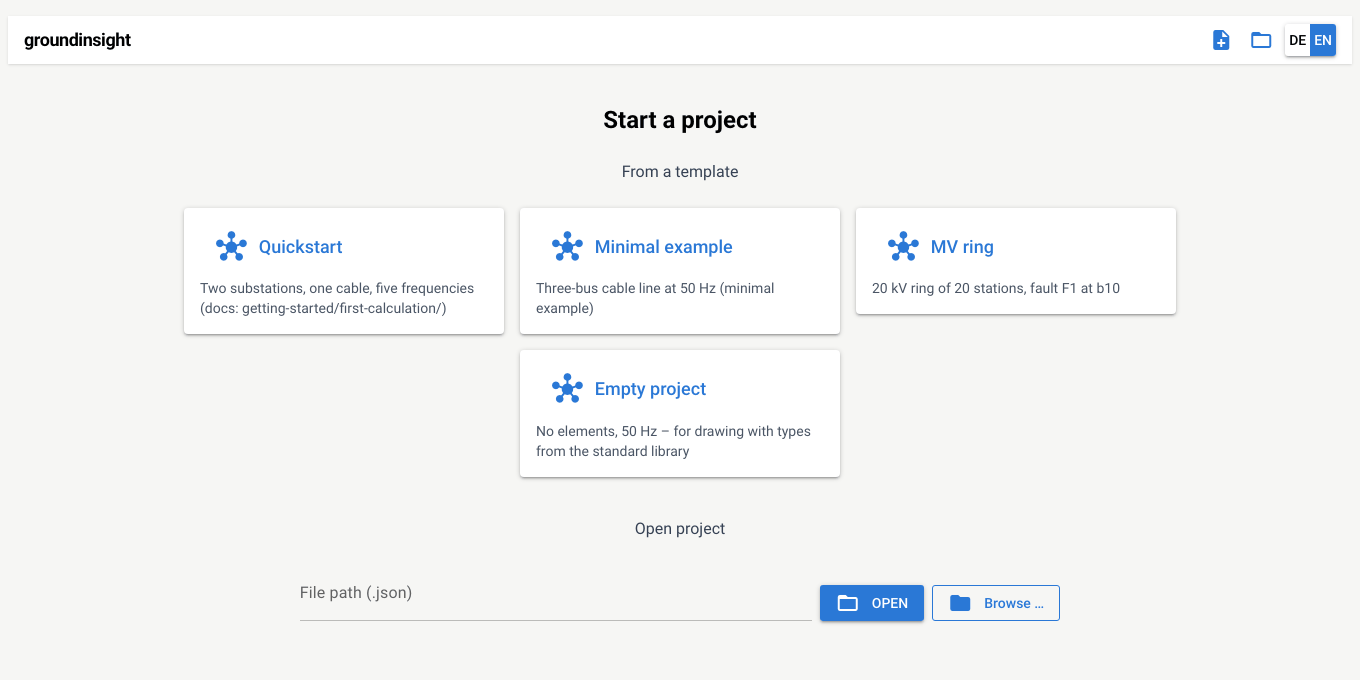 groundinsight
DE EN
Start a project
From a template
Quickstart
Two substations, one cable, five frequencies
(docs: getting-started/first-calculation/)
Minimal example
Three-bus cable line at 50 Hz (minimal
example)
MV ring
20 kV ring of 20 stations, fault F1 at b10
Empty project
No elements, 50 Hz – for drawing with types
from the standard library
Open project
File path (.json)
OPEN
Browse ...